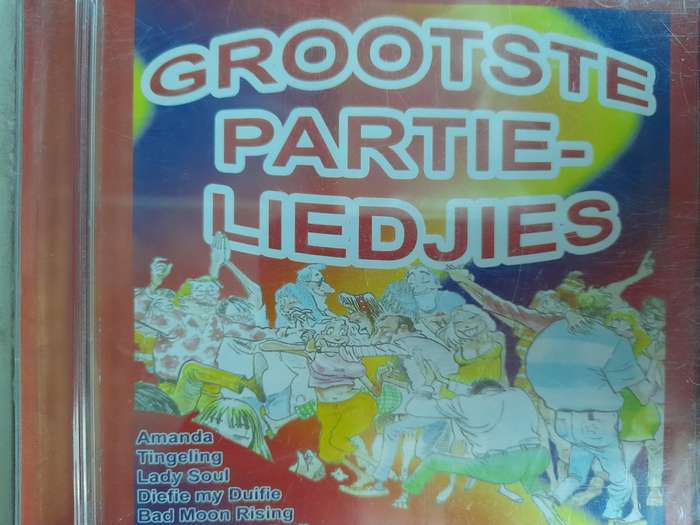 GROOTSTE
PARTIE-
LIEDJIES
Amanda
Tingeling
Lady Soul
Diefie my Duifie
Bad Moon Rising